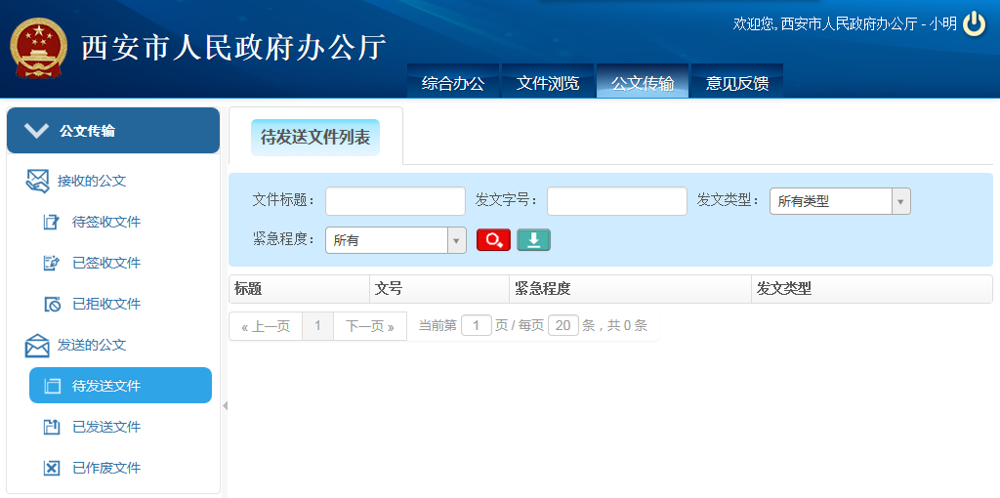 欢迎您, 西安市人民政府办公厅 - 小明
西安市人民政府办公厅
综合办公 文件浏览 公文传输 意见反馈
公文传输
接收的公文
待签收文件
已签收文件
已拒收文件
发送的公文
待发送文件
已发送文件
已作废文件
待发送文件列表
文件标题： 发文字号： 发文类型： 所有类型
紧急程度： 所有
标题 文号 紧急程度 发文类型
« 上一页 1 下一页 » 当前第 1 页 / 每页 20 条，共 0 条